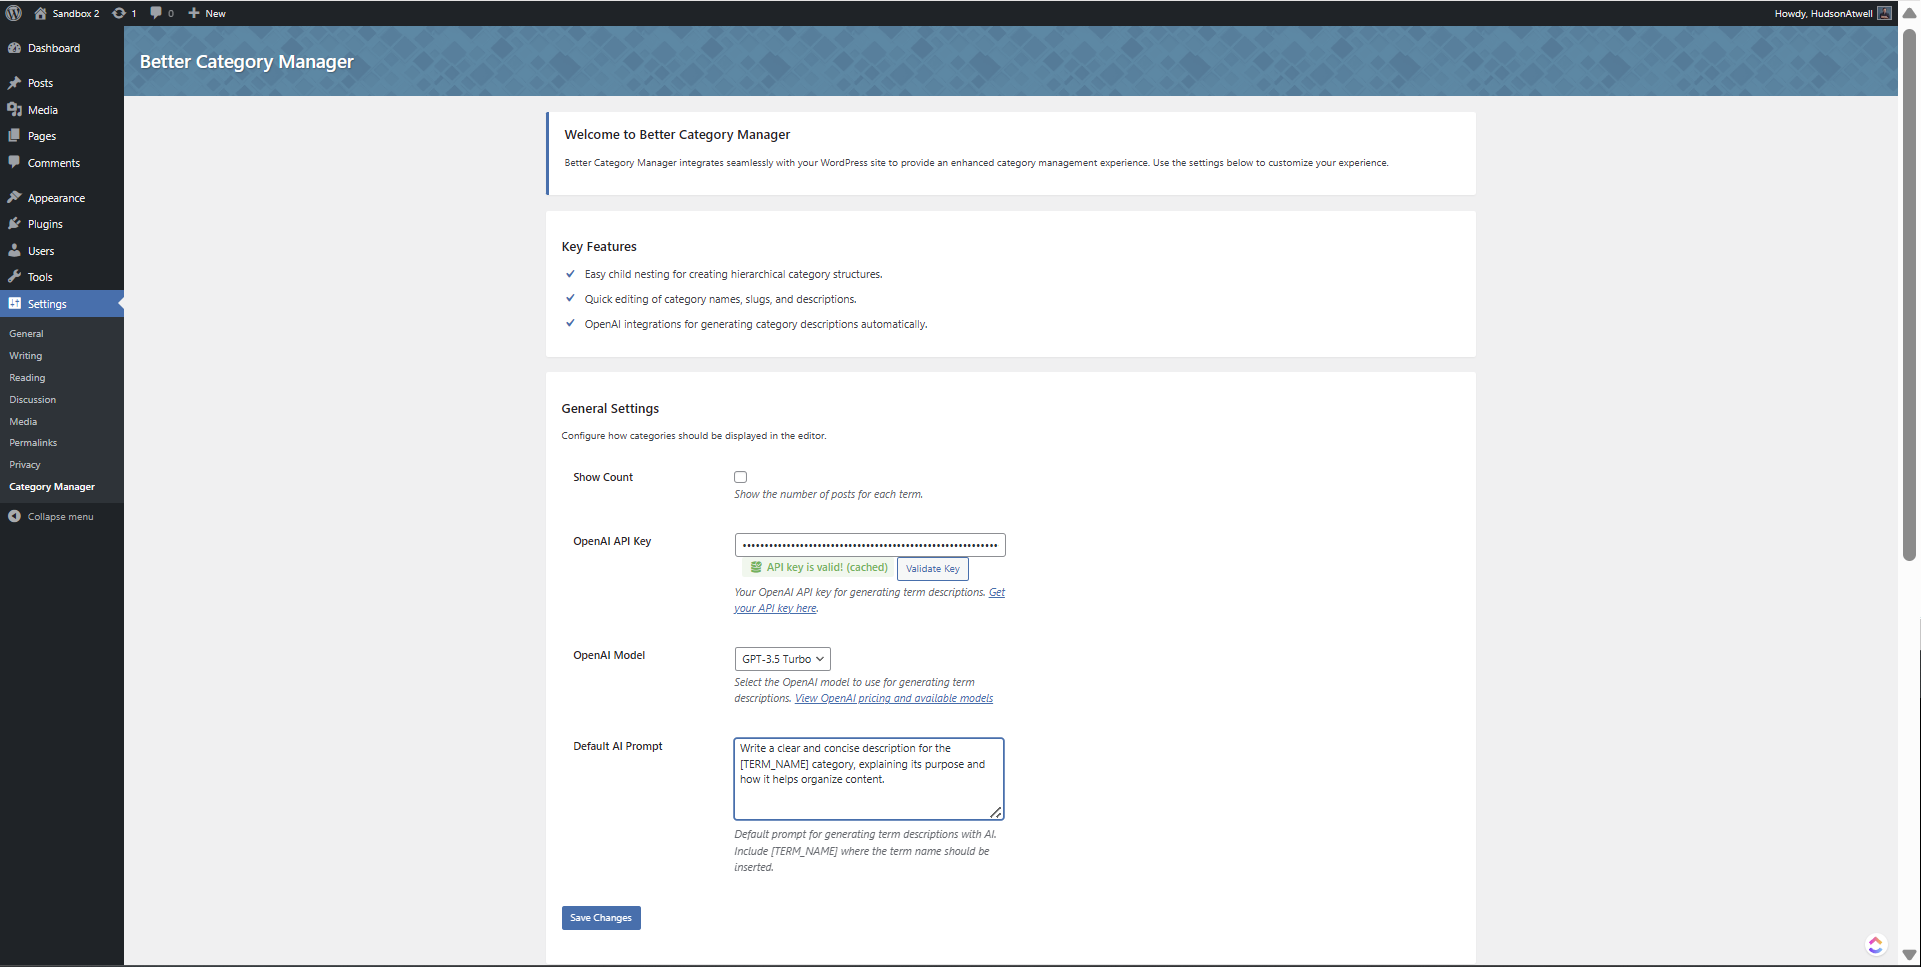 Sandbox 2
1
0
New
Howdy, HudsonAtwell
Dashboard
Posts
Media
Pages
Comments
Appearance
Plugins
Users
Tools
Settings
General
Writing
Reading
Discussion
Media
Permalinks
Privacy
Category Manager
Collapse menu
Better Category Manager
Welcome to Better Category Manager
Better Category Manager integrates seamlessly with your WordPress site to provide an enhanced category management experience. Use the settings below to customize your experience.
Key Features
Easy child nesting for creating hierarchical category structures.
Quick editing of category names, slugs, and descriptions.
OpenAI integrations for generating category descriptions automatically.
General Settings
Configure how categories should be displayed in the editor.
Show Count
Show the number of posts for each term.
OpenAI API Key
API key is valid! (cached)
Validate Key
Your OpenAI API key for generating term descriptions. Get
your API key here.
OpenAI Model
GPT-3.5 Turbo
Select the OpenAI model to use for generating term
descriptions. View OpenAI pricing and available models
Default AI Prompt
Write a clear and concise description for the
[TERM_NAME] category, explaining its purpose and
how it helps organize content.
Default prompt for generating term descriptions with AI.
Include [TERM_NAME] where the term name should be
inserted.
Save Changes